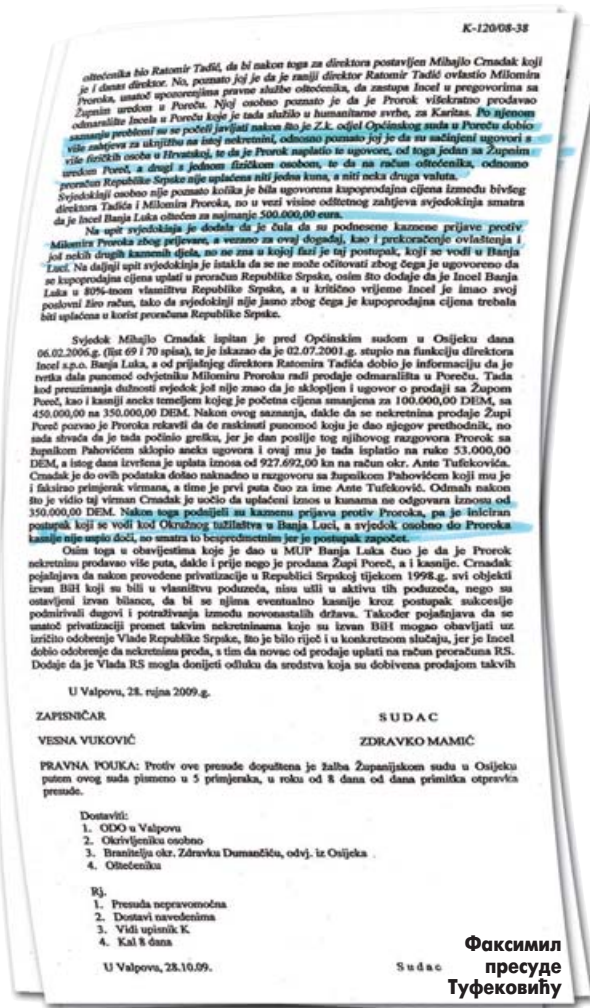 K-120/08-38
oštećenika bio Ratomir Tadić, da bi nakon toga za direktora postavljen Mihajlo Crnadak koji
je i danas direktor. No, poznato joj je da je raniji direktor Ratomir Tadić ovlastio Milomira
Proroka, unatoč upozorenjima pravne službe oštećenika, da zastupa Incel u pregovorima sa
Župnim uredom u Poreču. Njoj osobno poznato je da je Prorok višekratno prodavao
odmaralište Incela u Poreču koje je tada služilo u humanitarne svrhe, za Karitas. Po njenom
saznanju problemi su se počeli javljati nakon što je Z.k. odjel Općinskog suda u Poreču dobio
više zahtjeva za uknjižbu na istoj nekretnini, odnosno poznato joj je da su sačinjeni ugovori s
više fizičkih osoba u Hrvatskoj, te da je Prorok naplatio te ugovore, od toga jedan sa Župnim
uredom Poreč, a drugi s jednom fizičkom osobom, te da na račun oštećenika, odnosno
proračun Republike Srpske nije uplaćena niti jedna kuna, a niti neka druga valuta.
Svjedokinji osobno nije poznato kolika je bila ugovorena kupoprodajna cijena između bivšeg
direktora Tadića i Milomira Proroka, no u vezi visine odštetnog zahtjeva svjedokinja smatra
da je Incel Banja Luka oštećen za najmanje 500.000,00 eura.
Na upit svjedokinja je dodala da je čula da su podnesene kaznene prijave protiv
Milomira Proroka zbog prijevare, a vezano za ovaj događaj, kao i prekoračenje ovlaštenja i
još nekih drugih kaznenih djela, no ne zna u kojoj fazi je taj postupak, koji se vodi u Banja
Luci. Na daljnji upit svjedokinja je istakla da se ne može očitovati zbog čega je ugovoreno da
se kupoprodajna cijena uplati u proračun Republike Srpske, osim što dodaje da je Incel Banja
Luka u 80%-tnom vlasništvu Republike Srpske, a u kritično vrijeme Incel je imao svoj
poslovni žiro račun, tako da svjedokinji nije jasno zbog čega je kupoprodajna cijena trebala
biti uplaćena u korist proračuna Republike Srpske.
Svjedok Mihajlo Crnadak ispitan je pred Općinskim sudom u Osijeku dana
06.02.2006.g. (list 69 i 70 spisa), te je iskazao da je 02.07.2001.g. stupio na funkciju direktora
Incel s.p.o. Banja Luka, a od prijašnjeg direktora Ratomira Tadića dobio je informaciju da je
tvrtka dala punomoć odvjetniku Milomiru Proroku radi prodaje odmarališta u Poreču. Tada
kod preuzimanja dužnosti svjedok još nije znao da je sklopljen i ugovor o prodaji sa Župom
Poreč, kao i kasniji aneks temeljem kojeg je početna cijena smanjena za 100.000,00 DEM, sa
450.000,00 na 350.000,00 DEM. Nakon ovog saznanja, dakle da se nekretnina prodaje Župi
Poreč pozvao je Proroka rekavši da će raskinuti punomoć koju je dao njegov prethodnik, no
sada shvaća da je tada počinio grešku, jer je dan poslije tog njihovog razgovora Prorok sa
župnikom Pahovićem sklopio aneks ugovora i ovaj mu je tada isplatio na ruke 53.000,00
DEM, a istog dana izvršena je uplata iznosa od 927.692,00 kn na račun okr. Ante Tufekovića.
Crnadak je do ovih podataka došao naknadno u razgovoru sa župnikom Pahovićem koji mu je
i faksirao primjerak virmana, a time je prvi puta čuo za ime Ante Tufeković. Odmah nakon
što je vidio taj virman Crnadak je uočio da uplaćeni iznos u kunama ne odgovara iznosu od
350.000,00 DEM. Nakon toga podnijeli su kaznenu prijavu protiv Proroka, pa je iniciran
postupak koji se vodi kod Okružnog tužilaštva u Banja Luci, a svjedok osobno do Proroka
kasnije nije uspio doći, no smatra to bespredmetnim jer je postupak započet.
Osim toga u obavijestima koje je dao u MUP Banja Luka čuo je da je Prorok
nekretninu prodavao više puta, dakle i prije nego je prodana Župi Poreč, a i kasnije. Crnadak
pojašnjava da nakon provedene privatizacije u Republici Srpskoj tijekom 1998.g. svi objekti
izvan BiH koji su bili u vlasništvu poduzeća, nisu ušli u aktivu tih poduzeća, nego su
ostavljeni izvan bilance, da bi se njima eventualno kasnije kroz postupak sukcesije
podmirivali dugovi i potraživanja između novonastalih država. Također pojašnjava da se
unatoč privatizaciji promet takvim nekretninama koje su izvan BiH mogao obavljati uz
izričito odobrenje Vlade Republike Srpske, što je bilo riječ i u konkretnom slučaju, jer je Incel
dobio odobrenje da nekretninu proda, s tim da novac od prodaje uplati na račun proračuna RS.
Dodaje da je Vlada RS mogla donijeti odluku da sredstva koja su dobivena prodajom takvih
U Valpovu, 28. rujna 2009.g.
ZAPISNIČAR SUDAC
VESNA VUKOVIĆ ZDRAVKO MAMIĆ
PRAVNA POUKA: Protiv ove presude dopuštena je žalba Županijskom sudu u Osijeku
putem ovog suda pismeno u 5 primjeraka, u roku od 8 dana od dana primitka otpravka
presude.
Dostaviti:
1. ODO u Valpovu
2. Okrivljeniku osobno
3. Branitelju okr. Zdravku Dumančiću, odvj. iz Osijeka
4. Oštećeniku
Rj.
1. Presuda nepravomoćna
2. Dostavi navedenima
3. Vidi upisnik K
4. Kal 8 dana
U Valpovu, 28.10.09. Sudac
Факсимил
пресуде
Туфековићу